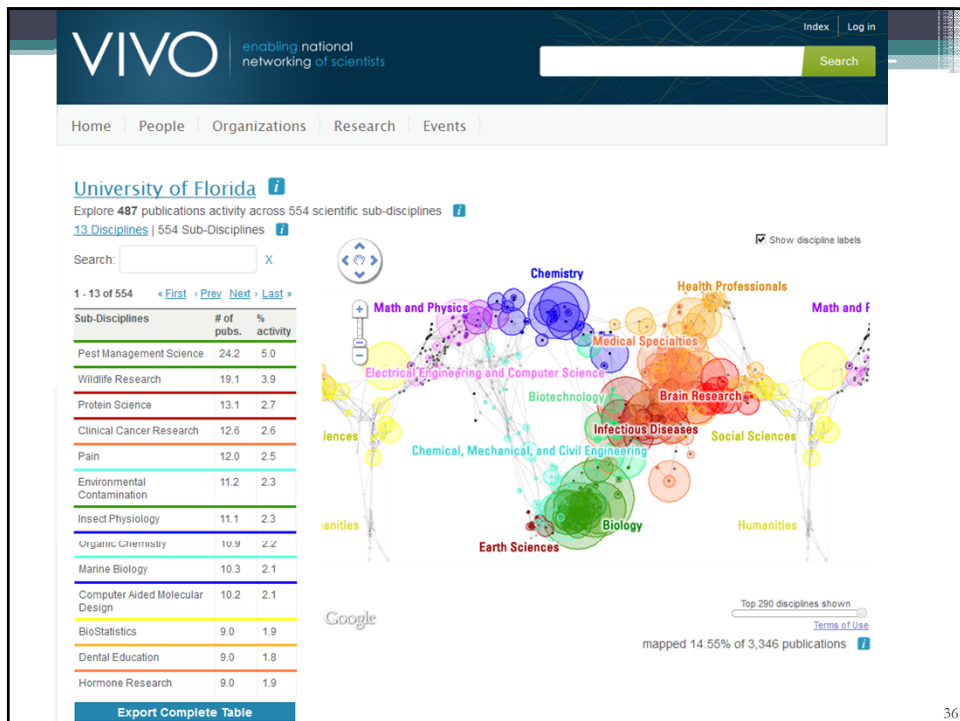 Index Log in
VIVO enabling national
networking of scientists
Search
Home People Organizations Research Events
University of Florida i
Explore 487 publications activity across 554 scientific sub-disciplines i
13 Disciplines | 554 Sub-Disciplines i
Search: X
1 - 13 of 554 « First ‹ Prev Next › Last »
Sub-Disciplines # of pubs. % activity
Pest Management Science 24.2 5.0
Wildlife Research 19.1 3.9
Protein Science 13.1 2.7
Clinical Cancer Research 12.6 2.6
Pain 12.0 2.5
Environmental
Contamination 11.2 2.3
Insect Physiology 11.1 2.3
Organic Chemistry 10.9 2.2
Marine Biology 10.3 2.1
Computer Aided Molecular
Design 10.2 2.1
BioStatistics 9.0 1.9
Dental Education 9.0 1.8
Hormone Research 9.0 1.9
Export Complete Table
Show discipline labels
Chemistry
Health Professionals
Math and Physics
Math and F
Medical Specialties
Electrical Engineering and Computer Science
Biotechnology
Brain Research
Infectious Diseases
iences
Social Sciences
Chemical, Mechanical, and Civil Engineering
anities
Biology
Humanities
Earth Sciences
Google
Top 290 disciplines shown
Terms of Use
mapped 14.55% of 3,346 publications i
36